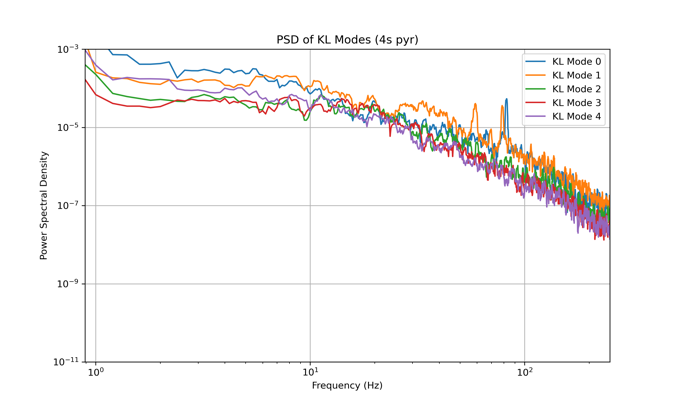 PSD of KL Modes (4s pyr)
10⁻³
10⁻⁵
10⁻⁷
10⁻⁹
10⁻¹¹
Power Spectral Density
KL Mode 0
KL Mode 1
KL Mode 2
KL Mode 3
KL Mode 4
10⁰
10¹
10²
Frequency (Hz)